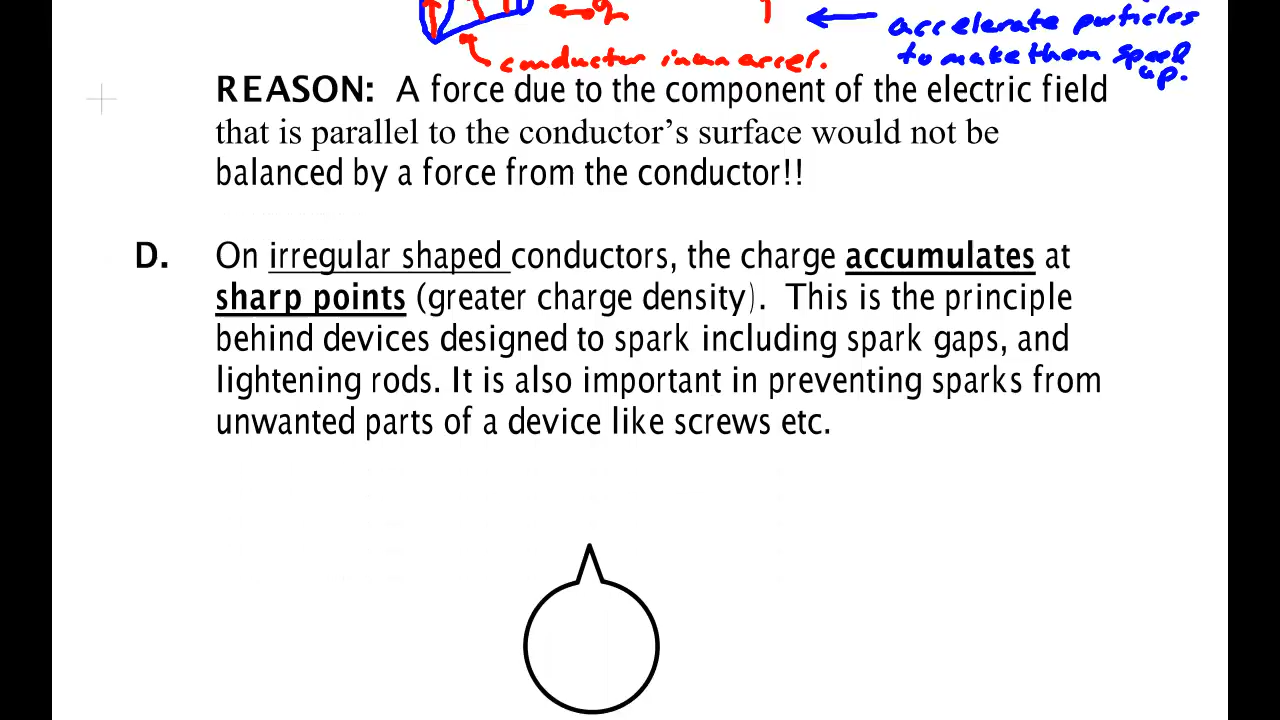 accelerate particles
conductor in an accel.
to make them speed
up.
REASON: A force due to the component of the electric field
that is parallel to the conductor’s surface would not be
balanced by a force from the conductor!!
D. On irregular shaped conductors, the charge accumulates at
sharp points (greater charge density). This is the principle
behind devices designed to spark including spark gaps, and
lightening rods. It is also important in preventing sparks from
unwanted parts of a device like screws etc.